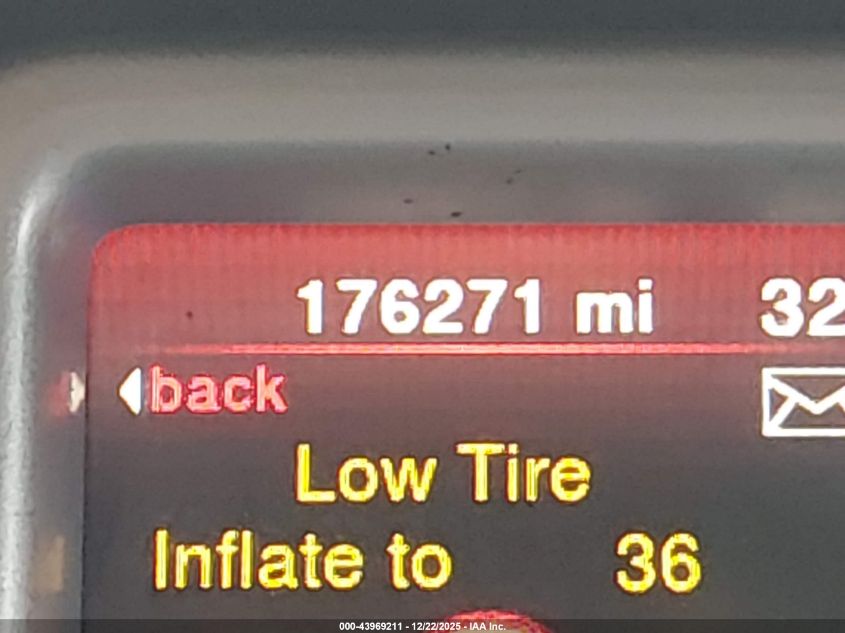 176271 mi 32
back
Low Tire
Inflate to 36
000-43969211 - 12/22/2025 - IAA Inc.